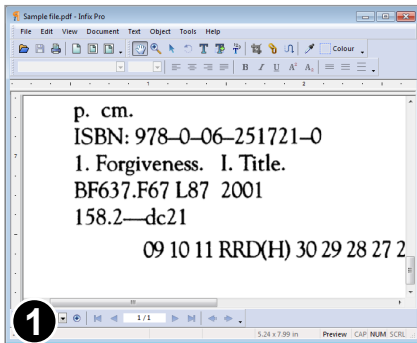 Sample file.pdf - Infix Pro
File Edit View Document Text Object Tools Help
Colour
B I U A A
p. cm.
ISBN: 978–0–06–251721–0
1. Forgiveness. I. Title.
BF637.F67 L87 2001
158.2—dc21
09 10 11 RRD(H) 30 29 28 27 2
1
1 / 1
5.24 x 7.99 in Preview CAP NUM SCRL